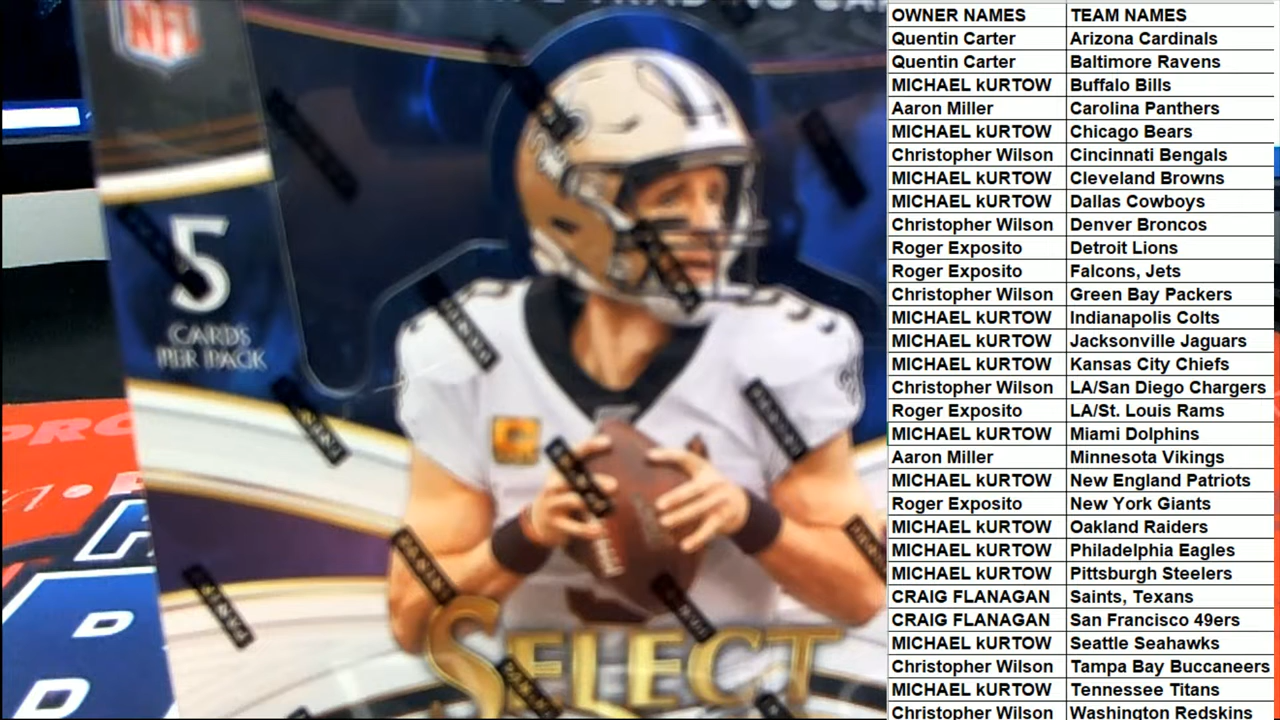 NFL
5
CARDS
PER PACK
SELECT
OWNER NAMES TEAM NAMES
Quentin Carter Arizona Cardinals
Quentin Carter Baltimore Ravens
MICHAEL kURTOW Buffalo Bills
Aaron Miller Carolina Panthers
MICHAEL kURTOW Chicago Bears
Christopher Wilson Cincinnati Bengals
MICHAEL kURTOW Cleveland Browns
MICHAEL kURTOW Dallas Cowboys
Christopher Wilson Denver Broncos
Roger Exposito Detroit Lions
Roger Exposito Falcons, Jets
Christopher Wilson Green Bay Packers
MICHAEL kURTOW Indianapolis Colts
MICHAEL kURTOW Jacksonville Jaguars
MICHAEL kURTOW Kansas City Chiefs
Christopher Wilson LA/San Diego Chargers
Roger Exposito LA/St. Louis Rams
MICHAEL kURTOW Miami Dolphins
Aaron Miller Minnesota Vikings
MICHAEL kURTOW New England Patriots
Roger Exposito New York Giants
MICHAEL kURTOW Oakland Raiders
MICHAEL kURTOW Philadelphia Eagles
MICHAEL kURTOW Pittsburgh Steelers
CRAIG FLANAGAN Saints, Texans
CRAIG FLANAGAN San Francisco 49ers
MICHAEL kURTOW Seattle Seahawks
Christopher Wilson Tampa Bay Buccaneers
MICHAEL kURTOW Tennessee Titans
Christopher Wilson Washington Redskins